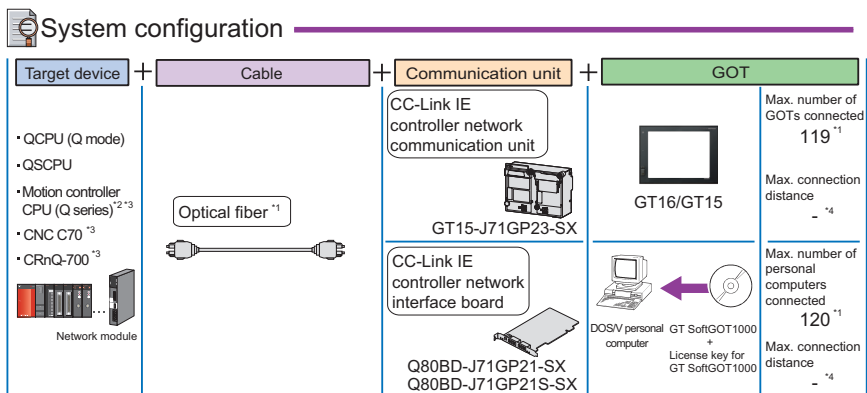 System configuration
Target device + Cable + Communication unit + GOT
· QCPU (Q mode)
· QSCPU
· Motion controller
CPU (Q series)*2 *3
· CNC C70 *3
· CRnQ-700 *3
...
Network module
Optical fiber *1
CC-Link IE
controller network
communication unit
GT15-J71GP23-SX
CC-Link IE
controller network
interface board
Q80BD-J71GP21-SX
Q80BD-J71GP21S-SX
GT16/GT15
Max. number of
GOTs connected
119 *1
Max. connection
distance
- *4
DOS/V personal
computer
GT SoftGOT1000
+
License key for
GT SoftGOT1000
Max. number of
personal
computers
connected
120 *1
Max. connection
distance
- *4